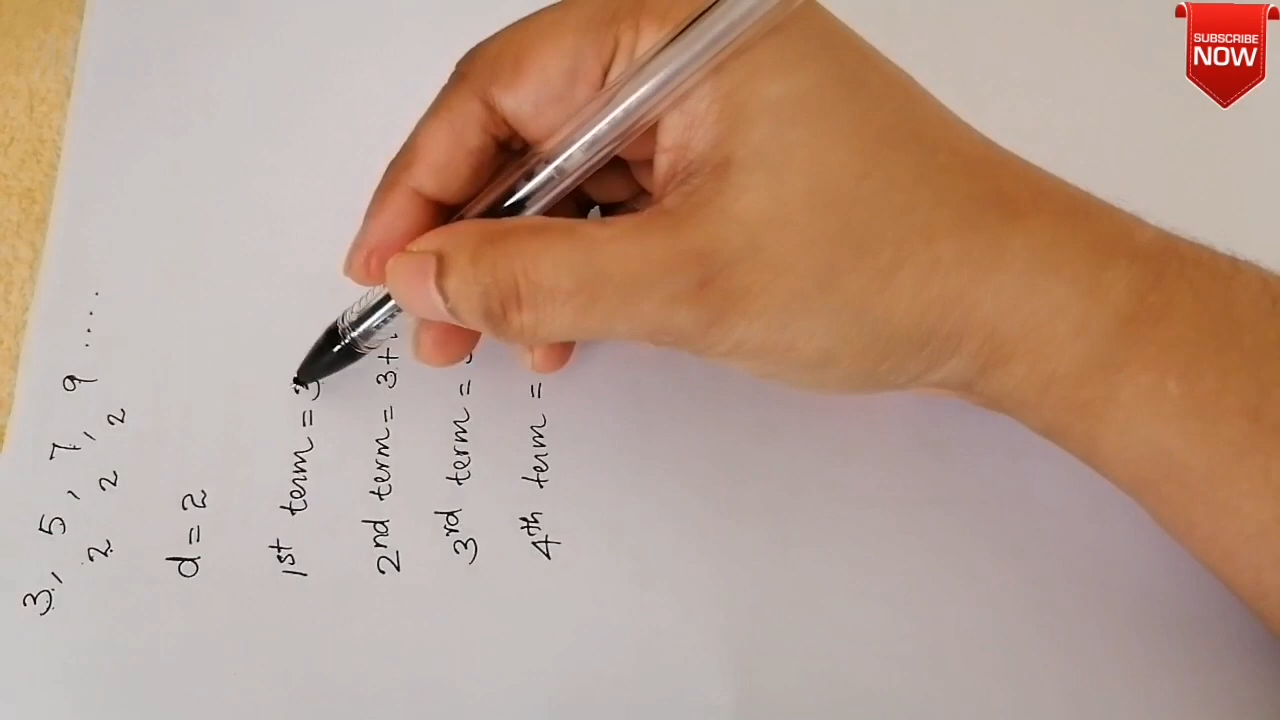 3, 5, 7, 9 ....
2 2 2
d = 2
1st term = 3
2nd term = 3+
3rd term =
4th term =
SUBSCRIBE
NOW